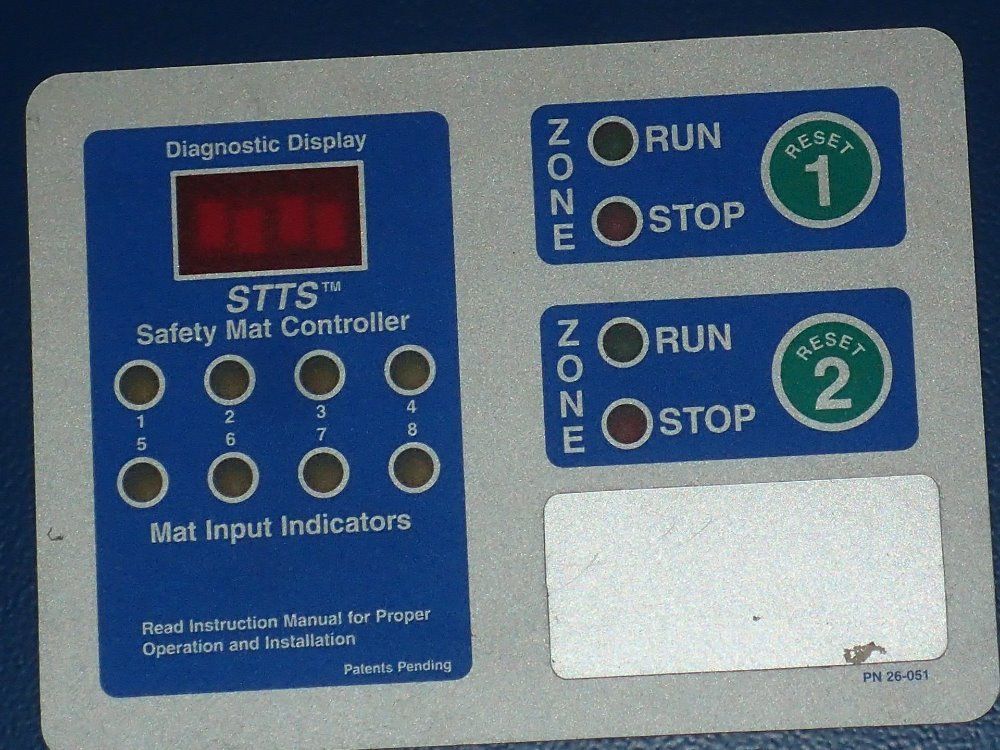 Diagnostic Display
STTS™
Safety Mat Controller
1 2 3 4
5 6 7 8
Mat Input Indicators
Read Instruction Manual for Proper
Operation and Installation
Patents Pending
ZONE
RUN
STOP
RESET
1
ZONE
RUN
STOP
RESET
2
PN 26-051